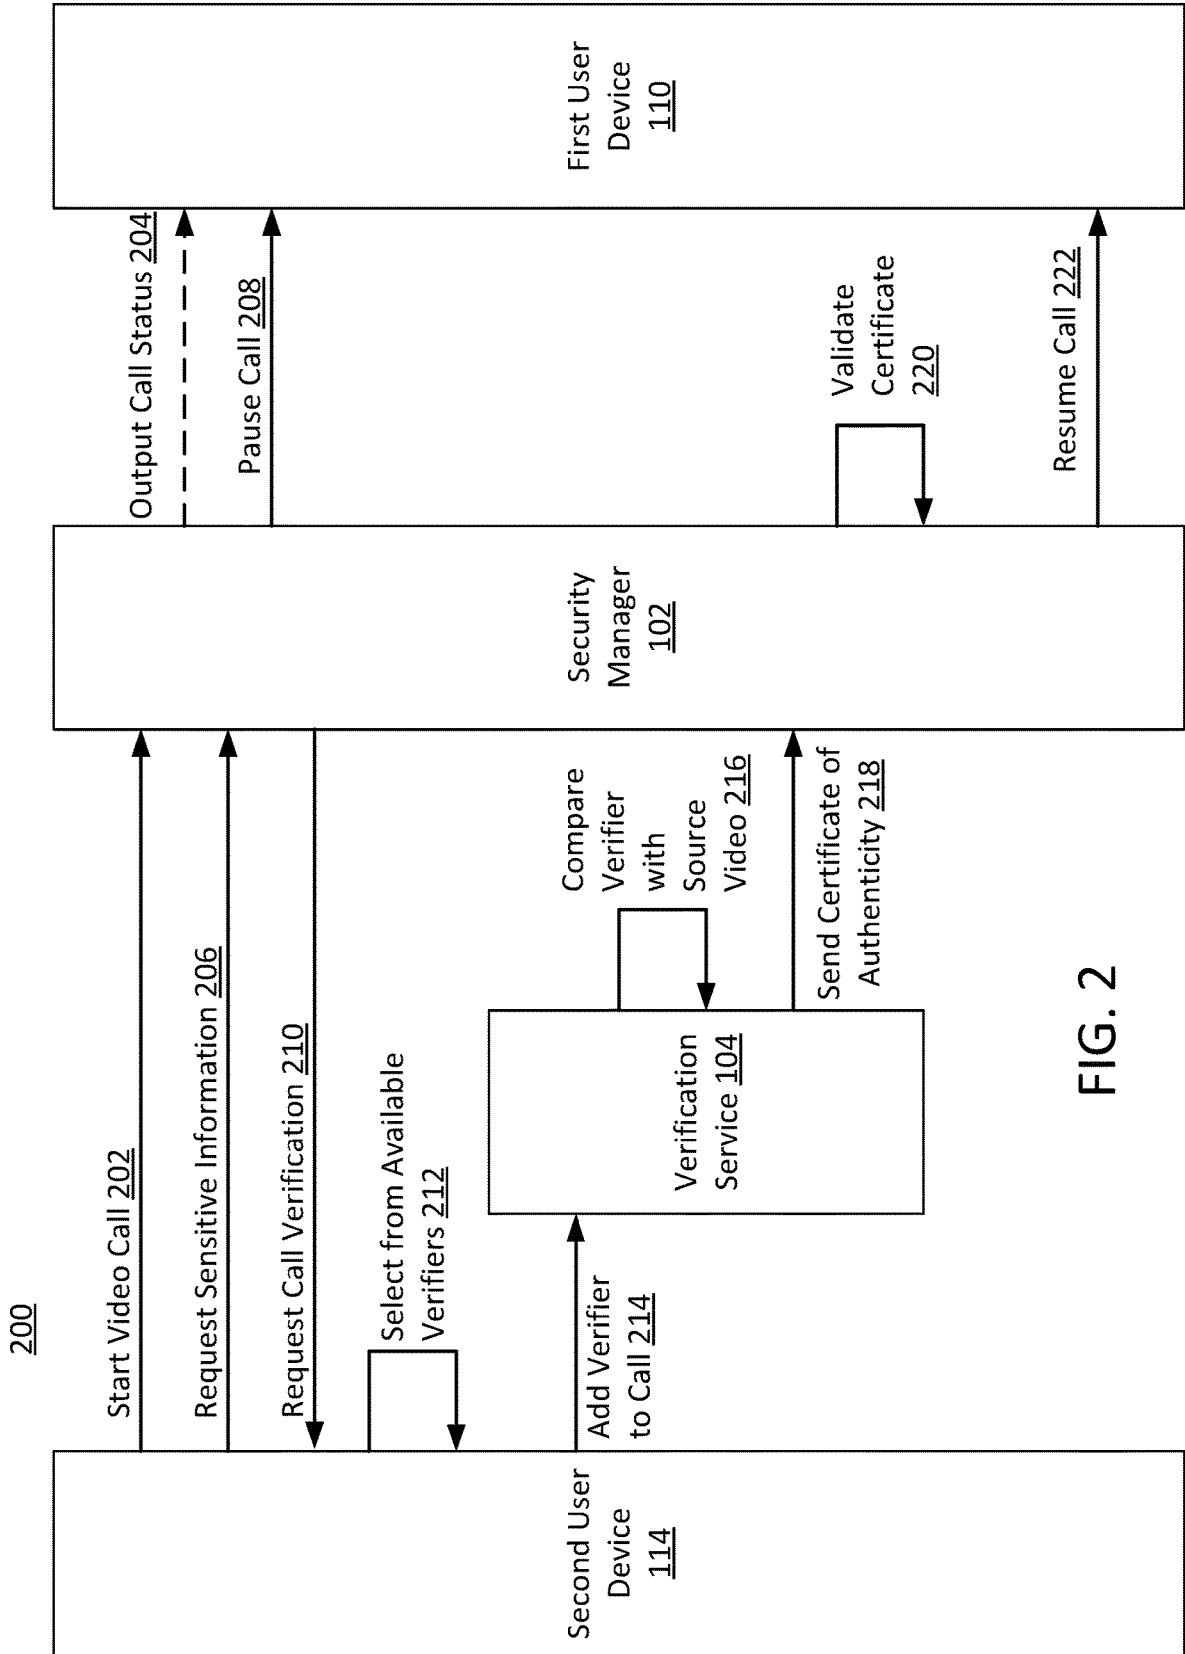 200
Second User
Device
114
Start Video Call 202
Request Sensitive Information 206
Request Call Verification 210
Select from Available
Verifiers 212
Add Verifier
to Call 214
Verification
Service 104
Compare
Verifier
with
Source
Video 216
Send Certificate of
Authenticity 218
Security
Manager
102
Output Call Status 204
Pause Call 208
Validate
Certificate
220
Resume Call 222
First User
Device
110
FIG. 2